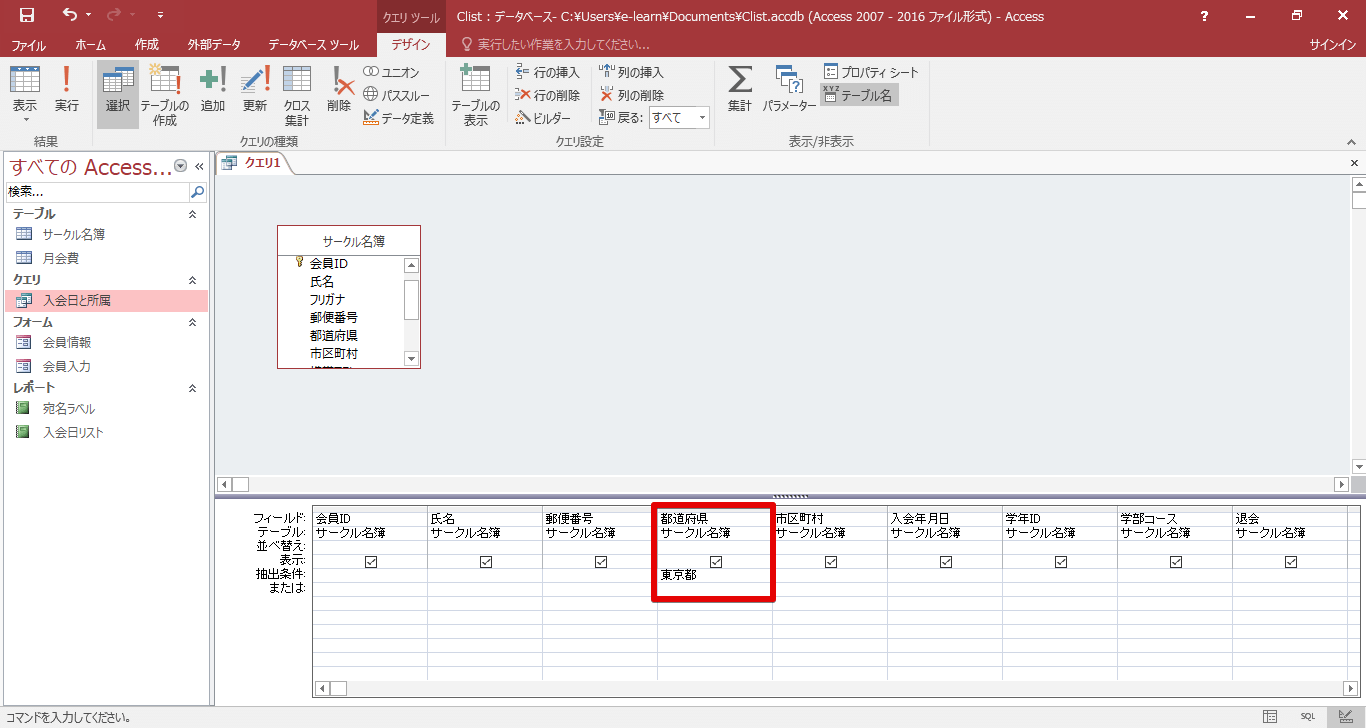 クエリ ツール
Clist : データベース- C:¥Users¥e-learn¥Documents¥Clist.accdb (Access 2007 - 2016 ファイル形式) - Access
?
ファイル ホーム 作成 外部データ データベース ツール デザイン 実行したい作業を入力してください... サインイン
表示 実行 選択 テーブルの作成 追加 更新 クロス集計 削除 ユニオン パススルー データ定義
テーブルの表示 行の挿入 行の削除 ビルダー 列の挿入 列の削除 戻る: すべて
集計 パラメーター プロパティ シート テーブル名
結果 クエリの種類 クエリ設定 表示/非表示
すべての Access...
検索...
テーブル
サークル名簿
月会費
クエリ
入会日と所属
フォーム
会員情報
会員入力
レポート
宛名ラベル
入会日リスト
クエリ1
サークル名簿
会員ID
氏名
フリガナ
郵便番号
都道府県
市区町村
フィールド: 会員ID 氏名 郵便番号 都道府県 市区町村 入会年月日 学年ID 学部コース 退会
テーブル: サークル名簿 サークル名簿 サークル名簿 サークル名簿 サークル名簿 サークル名簿 サークル名簿 サークル名簿 サークル名簿
並べ替え:
表示:
抽出条件: 東京都
または:
コマンドを入力してください。 SQL